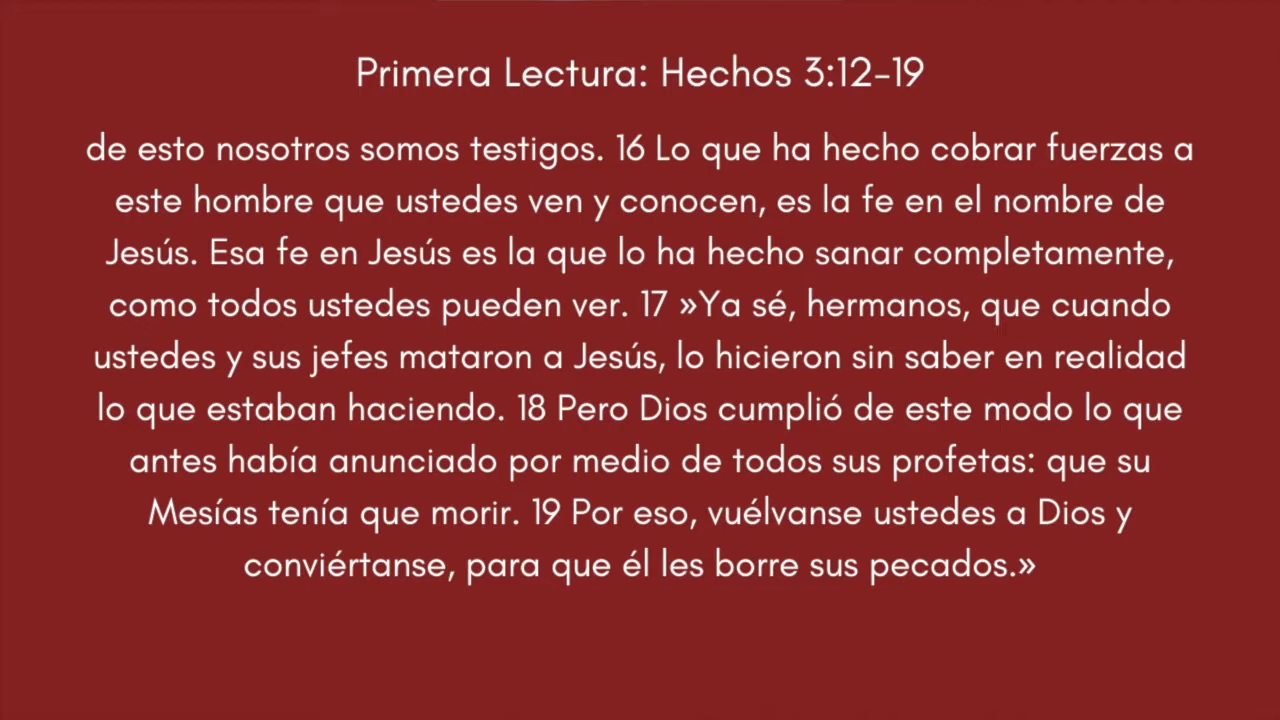 Primera Lectura: Hechos 3:12-19
de esto nosotros somos testigos. 16 Lo que ha hecho cobrar fuerzas a
este hombre que ustedes ven y conocen, es la fe en el nombre de
Jesús. Esa fe en Jesús es la que lo ha hecho sanar completamente,
como todos ustedes pueden ver. 17 »Ya sé, hermanos, que cuando
ustedes y sus jefes mataron a Jesús, lo hicieron sin saber en realidad
lo que estaban haciendo. 18 Pero Dios cumplió de este modo lo que
antes había anunciado por medio de todos sus profetas: que su
Mesías tenía que morir. 19 Por eso, vuélvanse ustedes a Dios y
conviértanse, para que él les borre sus pecados.»